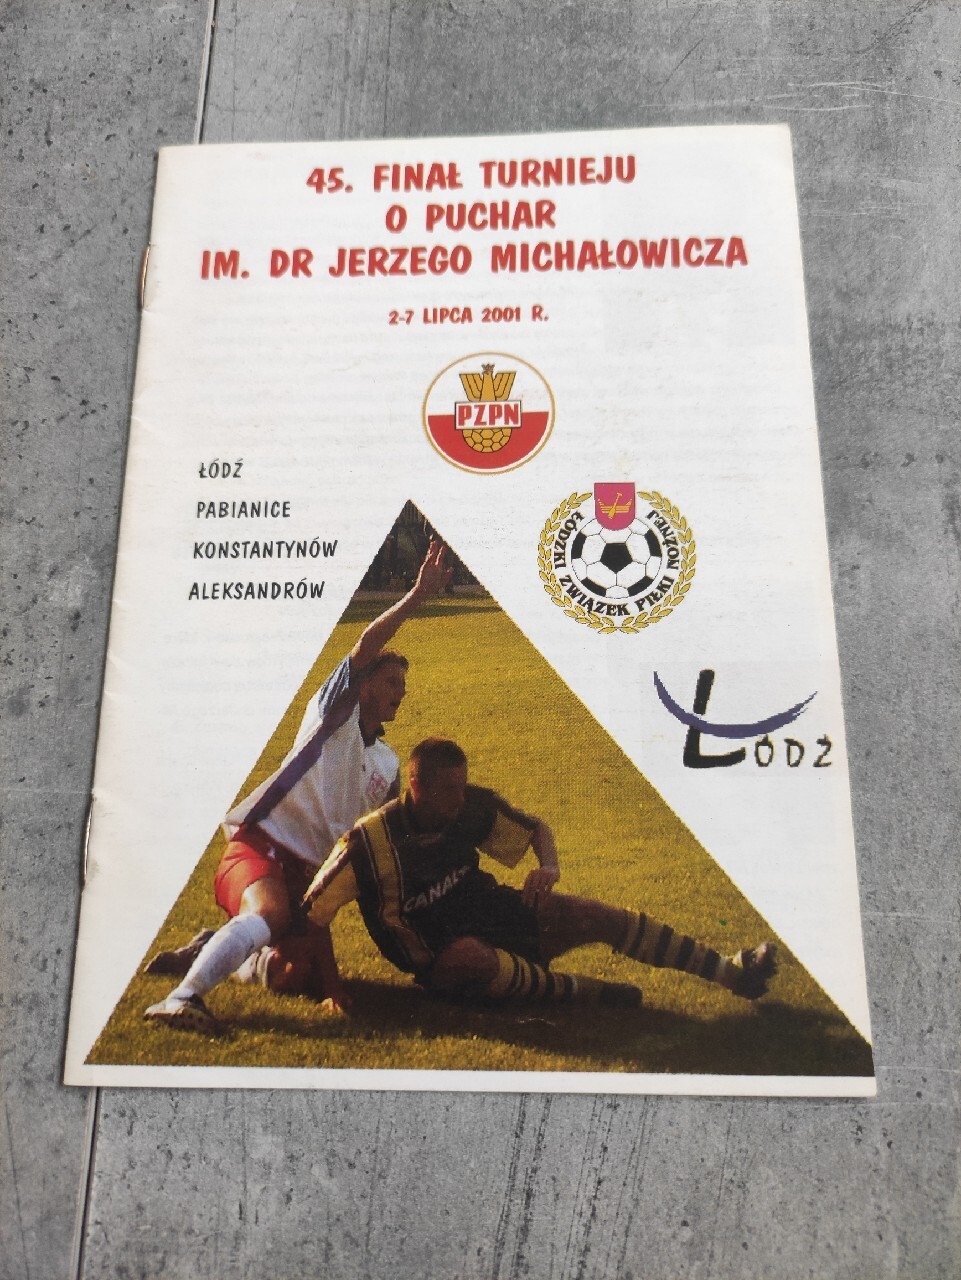 45. FINAŁ TURNIEJU
O PUCHAR
IM. DR JERZEGO MICHAŁOWICZA
2-7 LIPCA 2001 R.
PZPN
ŁÓDŹ
PABIANICE
KONSTANTYNÓW
ALEKSANDRÓW
ŁÓDZKI ZWIĄZEK PIŁKI NOŻNEJ
ŁÓDŹ
CANAL+